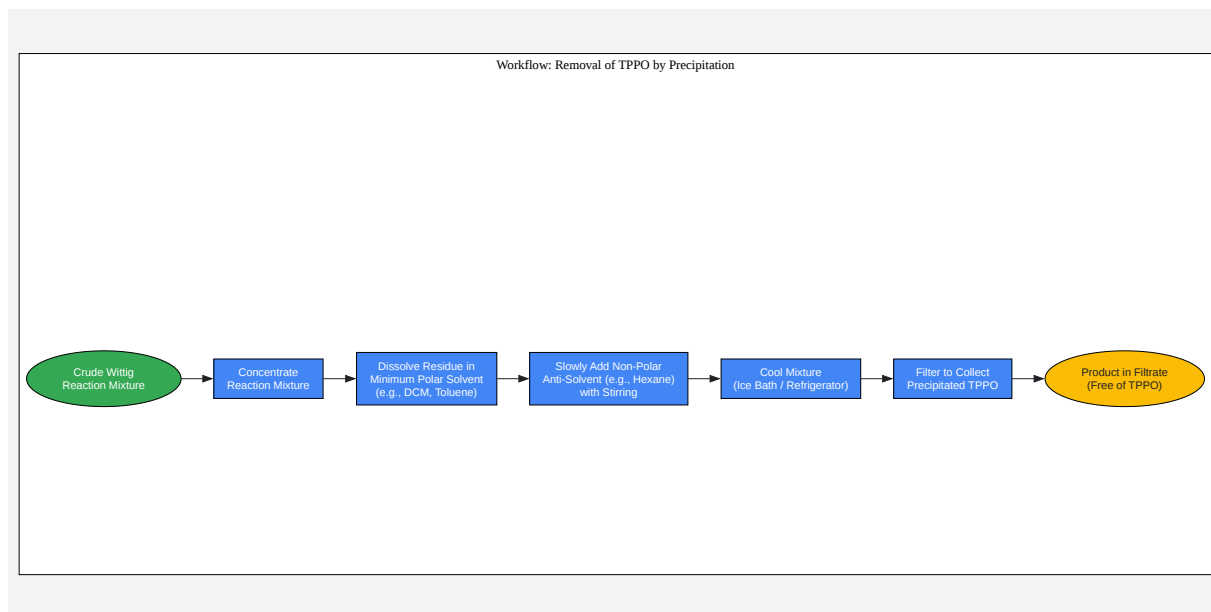 Workflow: Removal of TPPO by Precipitation
Crude Wittig
Reaction Mixture
Concentrate
Reaction Mixture
Dissolve Residue in
Minimum Polar Solvent
(e.g., DCM, Toluene)
Slowly Add Non-Polar
Anti-Solvent (e.g., Hexane)
with Stirring
Cool Mixture
(Ice Bath / Refrigerator)
Filter to Collect
Precipitated TPPO
Product in Filtrate
(Free of TPPO)